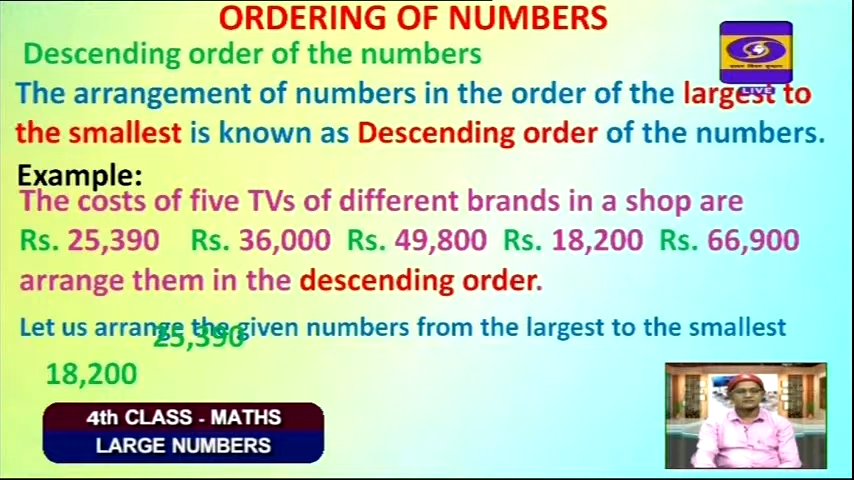 ORDERING OF NUMBERS
Descending order of the numbers
The arrangement of numbers in the order of the largest to
the smallest is known as Descending order of the numbers.
Example:
The costs of five TVs of different brands in a shop are
Rs. 25,390 Rs. 36,000 Rs. 49,800 Rs. 18,200 Rs. 66,900
arrange them in the descending order.
Let us arrange the given numbers from the largest to the smallest
25,390
18,200
4th CLASS - MATHS
LARGE NUMBERS
LIVE